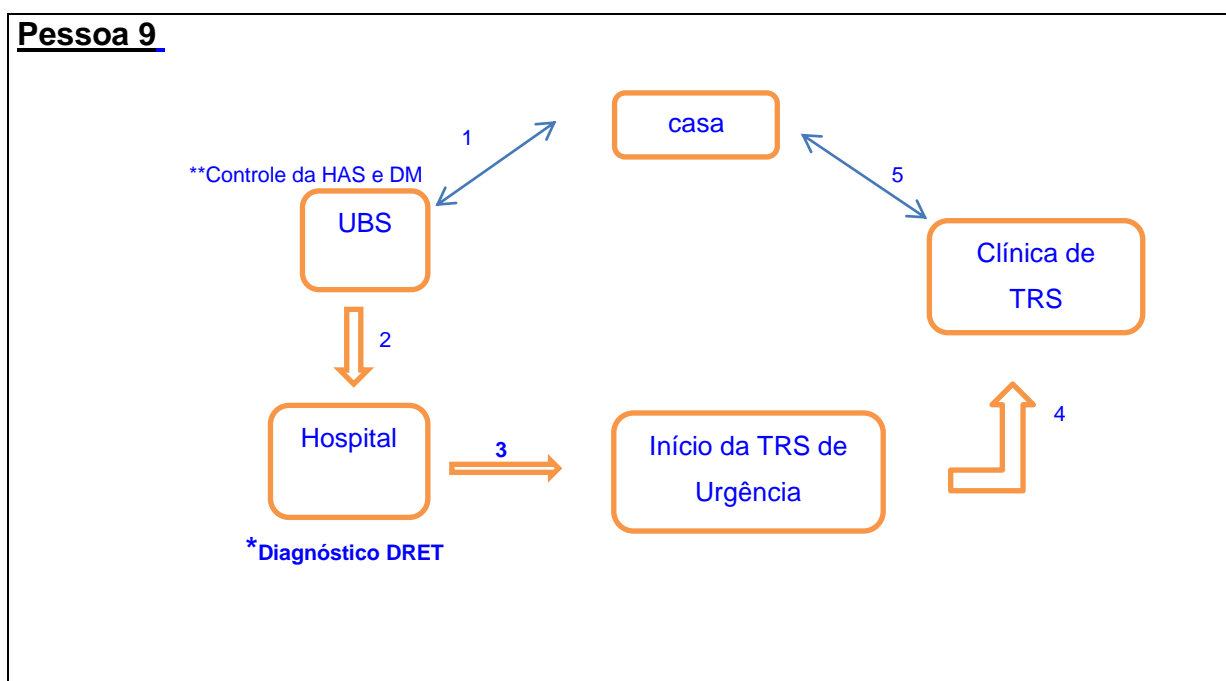 Pessoa 9
casa
1
**Controle da HAS e DM
5
UBS
Clínica de
TRS
2
Hospital
3
Início da TRS de
Urgência
4
*Diagnóstico DRET